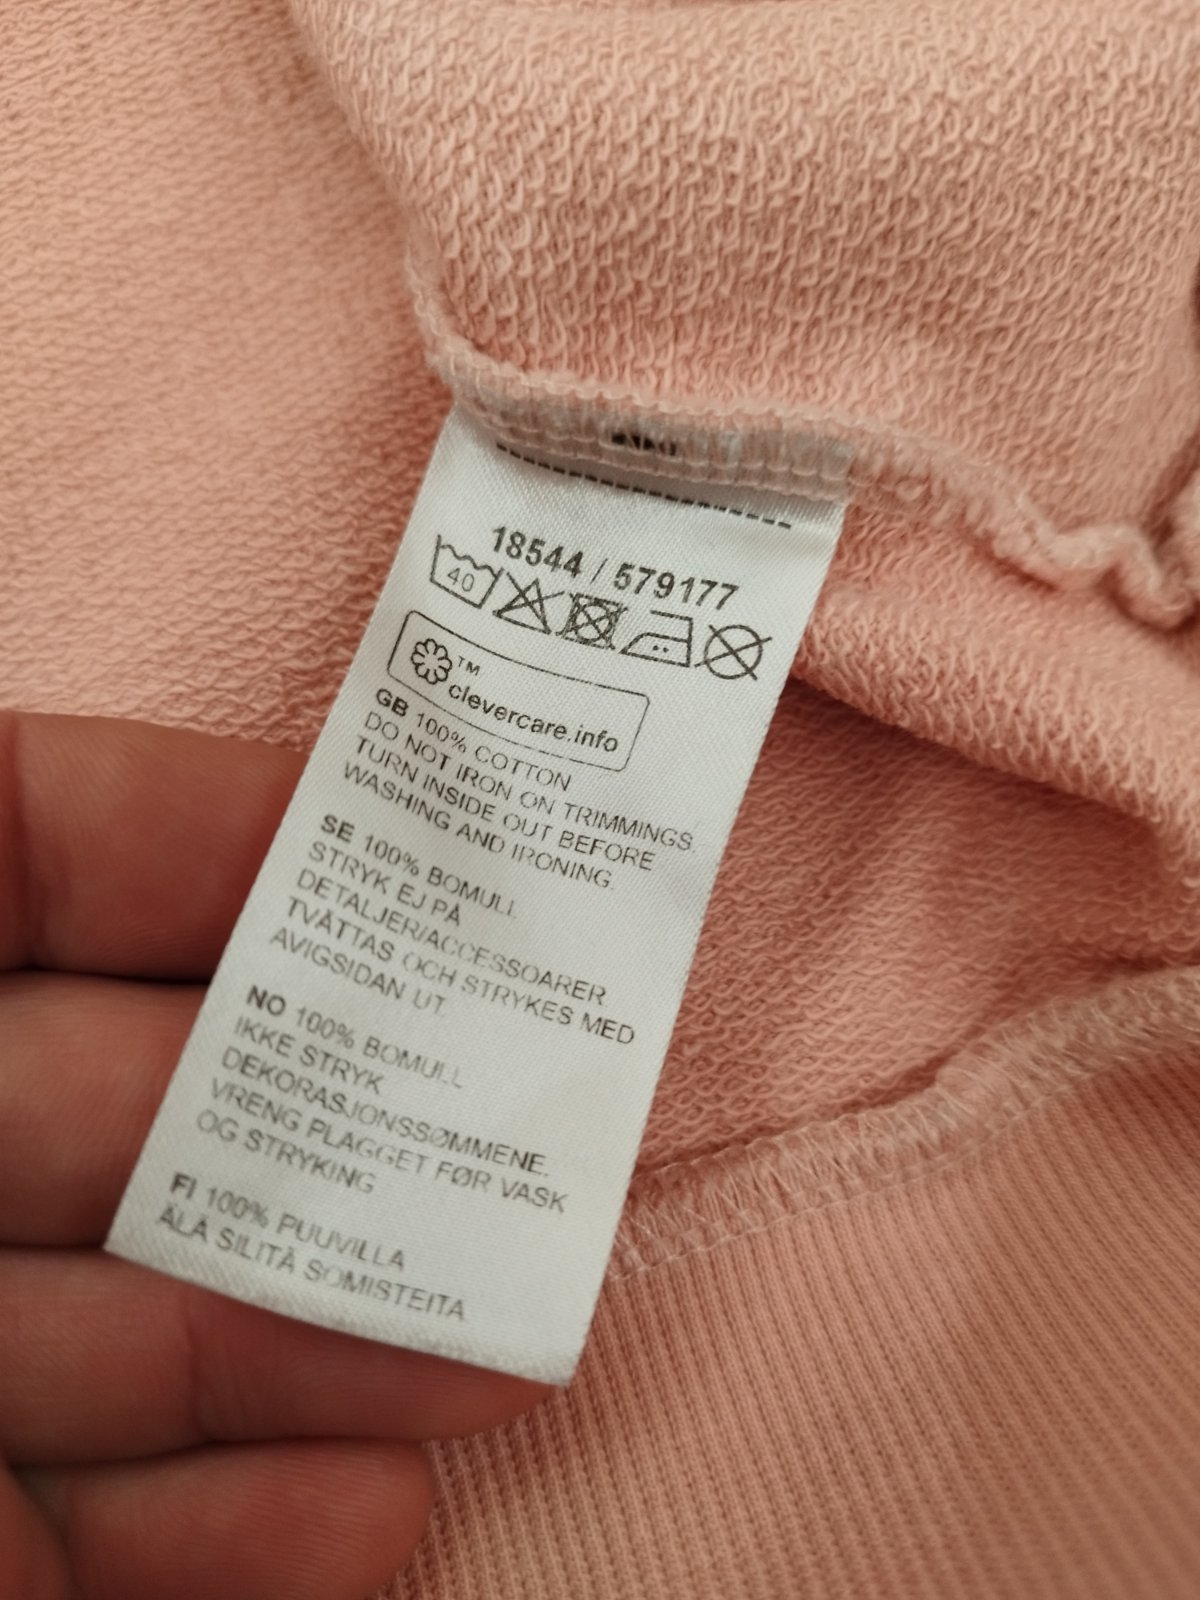 18544 / 579177
40
™
clevercare.info
GB 100% COTTON
DO NOT IRON ON TRIMMINGS.
TURN INSIDE OUT BEFORE
WASHING AND IRONING.
SE 100% BOMULL
STRYK EJ PÅ
DETALJER/ACCESSOARER
TVÄTTAS OCH STRYKES MED
AVIGSIDAN UT.
NO 100% BOMULL
IKKE STRYK
DEKORASJONSSØMMENE.
VRENG PLAGGET FØR VASK
OG STRYKING
FI 100% PUUVILLA
ÄLÄ SILITÄ SOMISTEITA